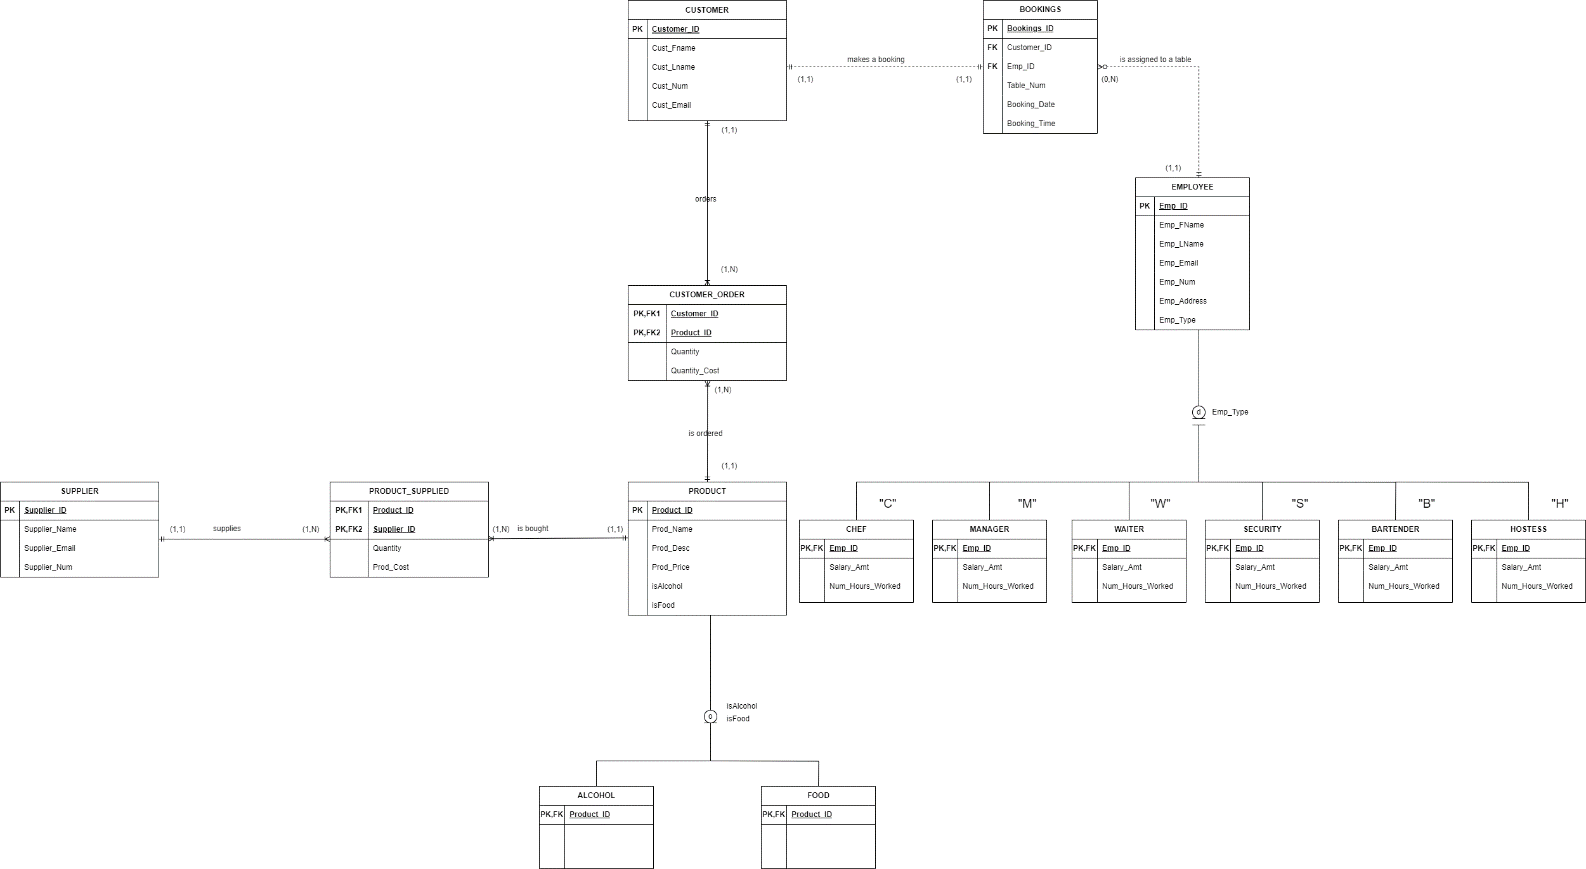 CUSTOMER
PK Customer_ID
Cust_Fname
Cust_Lname
Cust_Num
Cust_Email
(1,1)
makes a booking
(1,1)
(1,1)
BOOKINGS
PK Bookings_ID
FK Customer_ID
FK Emp_ID
Table_Num
Booking_Date
Booking_Time
is assigned to a table
(0,N)
(1,1)
EMPLOYEE
PK Emp_ID
Emp_FName
Emp_LName
Emp_Email
Emp_Num
Emp_Address
Emp_Type
orders
(1,N)
CUSTOMER_ORDER
PK,FK1 Customer_ID
PK,FK2 Product_ID
Quantity
Quantity_Cost
(1,N)
is ordered
(1,1)
d Emp_Type
SUPPLIER
PK Supplier_ID
Supplier_Name
Supplier_Email
Supplier_Num
(1,1)
supplies
(1,N)
PRODUCT_SUPPLIED
PK,FK1 Product_ID
PK,FK2 Supplier_ID
Quantity
Prod_Cost
(1,N)
is bought
(1,1)
PRODUCT
PK Product_ID
Prod_Name
Prod_Desc
Prod_Price
isAlcohol
isFood
"C"
"M"
"W"
"S"
"B"
"H"
CHEF
PK,FK Emp_ID
Salary_Amt
Num_Hours_Worked
MANAGER
PK,FK Emp_ID
Salary_Amt
Num_Hours_Worked
WAITER
PK,FK Emp_ID
Salary_Amt
Num_Hours_Worked
SECURITY
PK,FK Emp_ID
Salary_Amt
Num_Hours_Worked
BARTENDER
PK,FK Emp_ID
Salary_Amt
Num_Hours_Worked
HOSTESS
PK,FK Emp_ID
Salary_Amt
Num_Hours_Worked
isAlcohol
o
isFood
ALCOHOL
PK,FK Product_ID
FOOD
PK,FK Product_ID